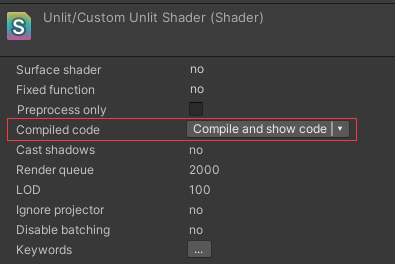 Unlit/Custom Unlit Shader (Shader)
Surface shader no
Fixed function no
Preprocess only
Compiled code Compile and show code
Cast shadows no
Render queue 2000
LOD 100
Ignore projector no
Disable batching no
Keywords ...